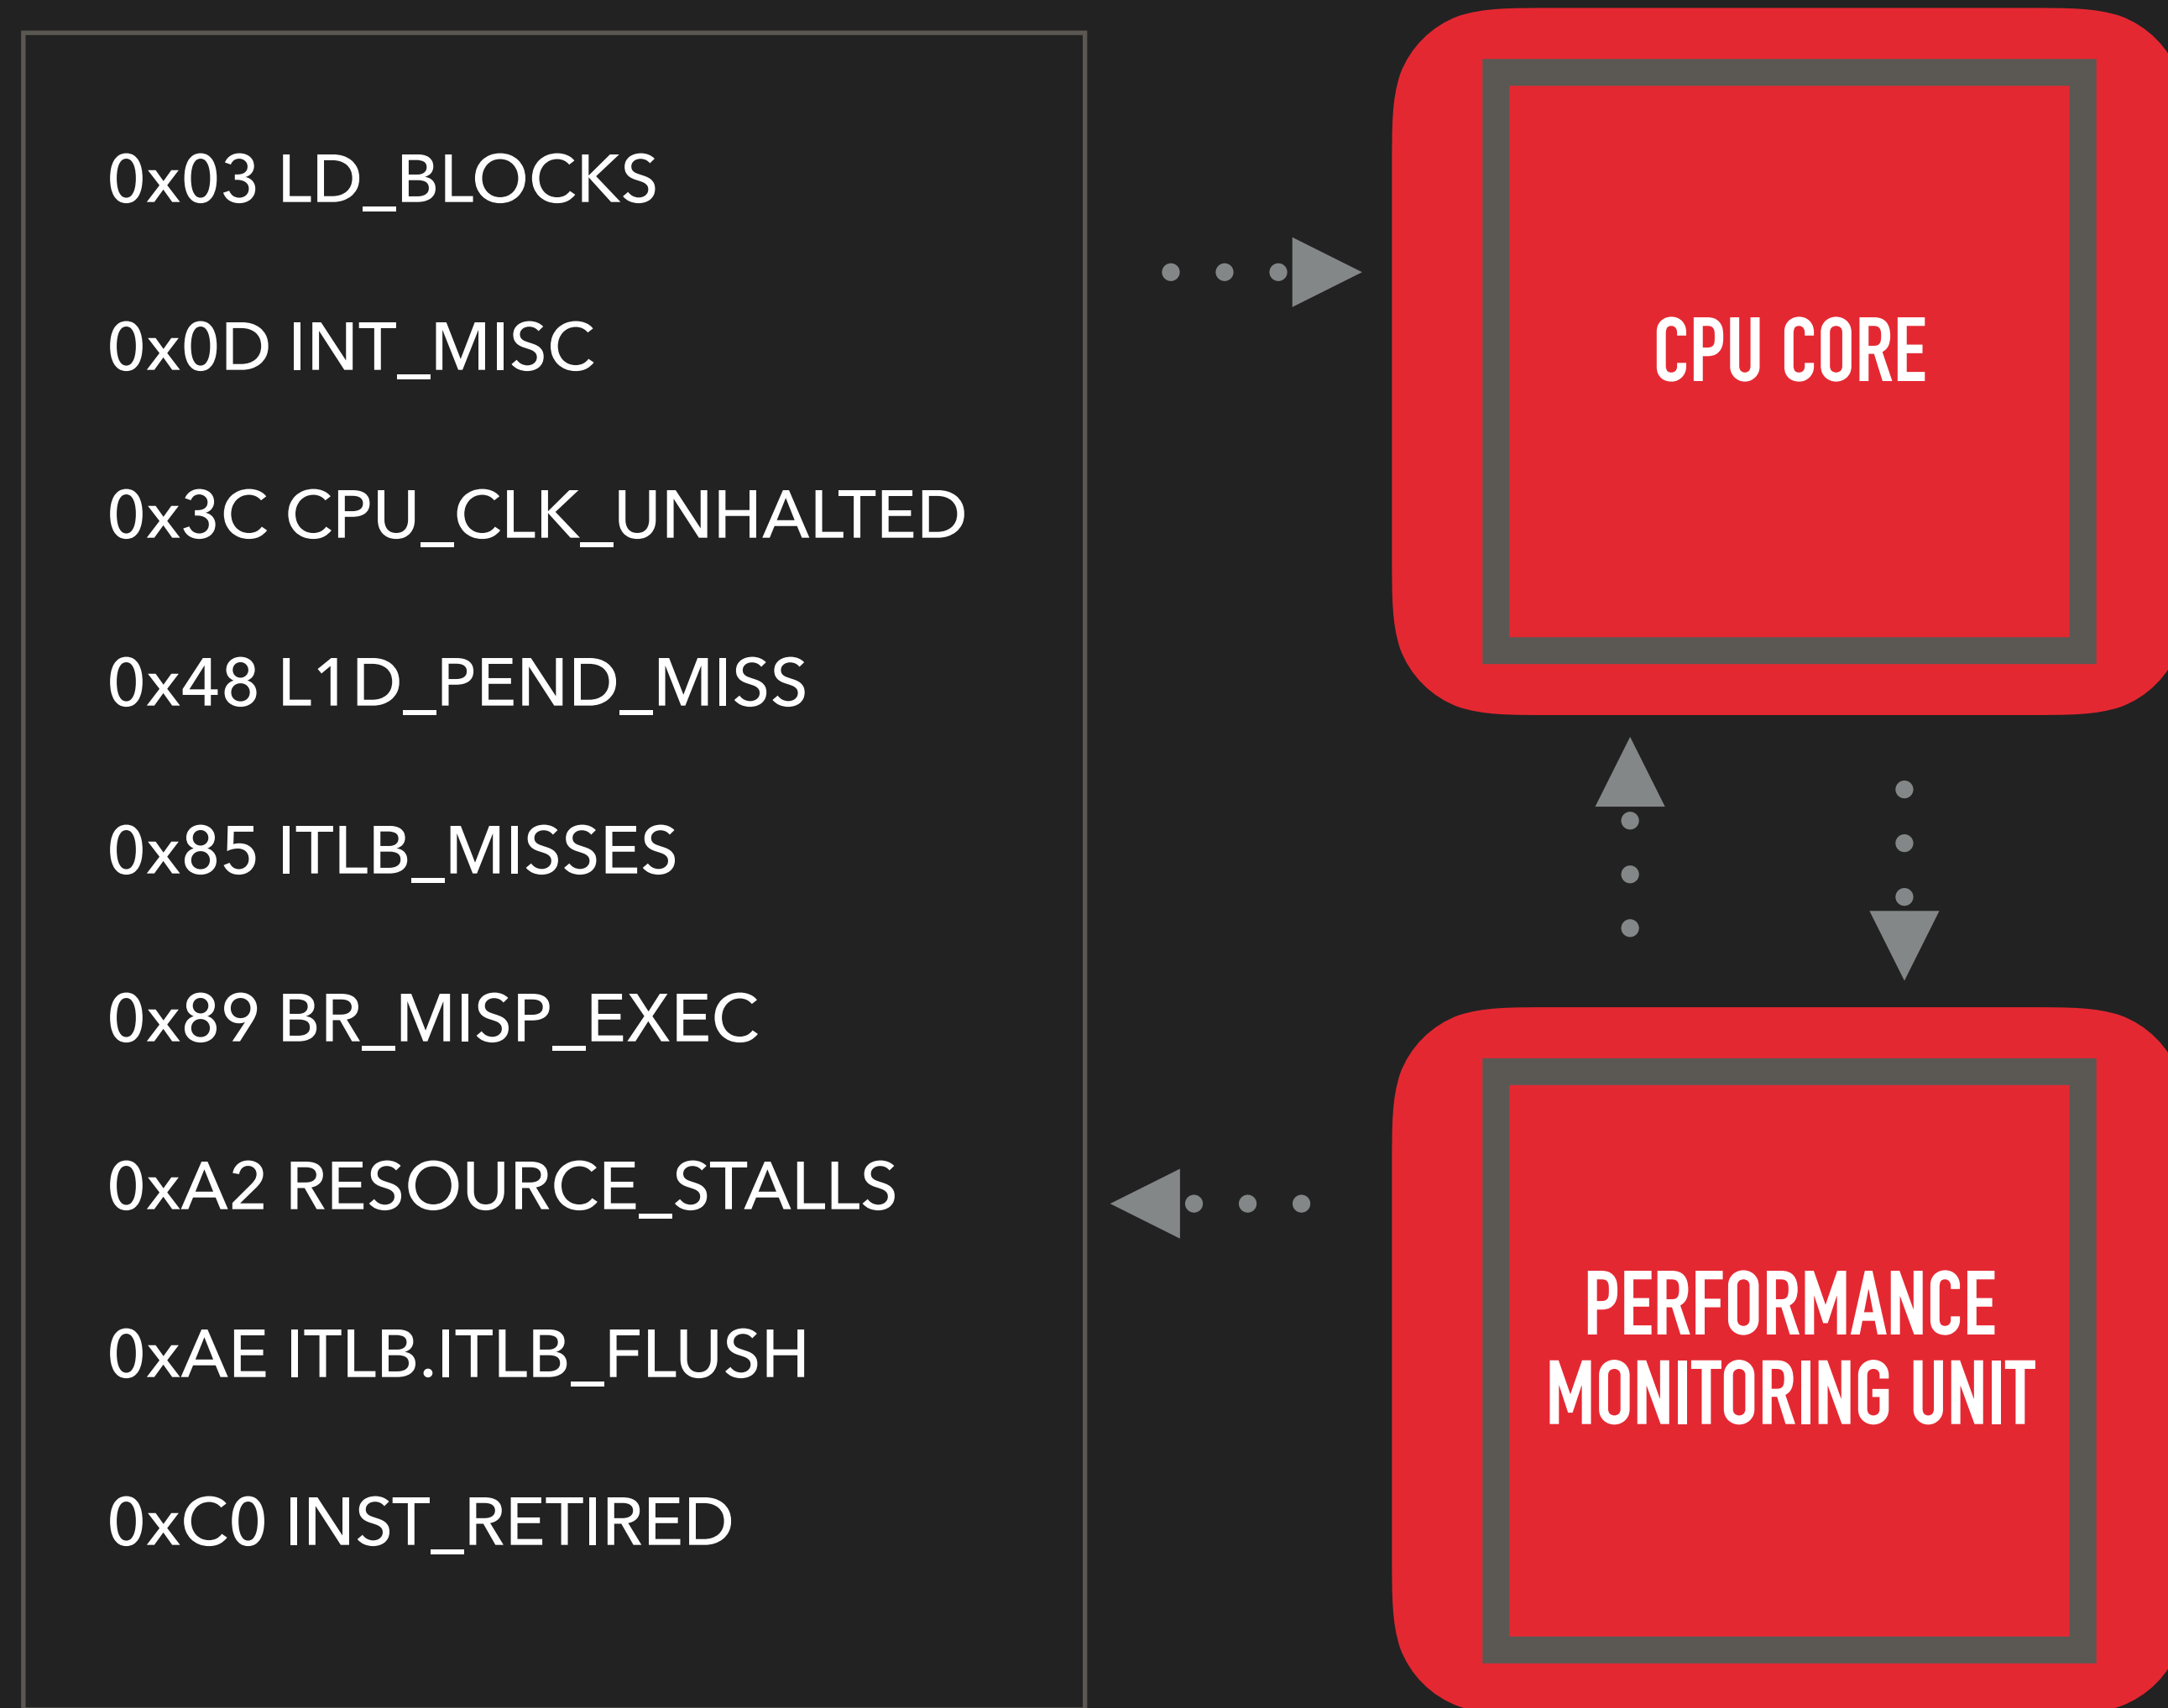 0x03 LD_BLOCKS
0x0D INT_MISC
0x3C CPU_CLK_UNHALTED
0x48 L1D_PEND_MISS
0x85 ITLB_MISSES
0x89 BR_MISP_EXEC
0xA2 RESOURCE_STALLS
0xAE ITLB.ITLB_FLUSH
0xC0 INST_RETIRED
CPU CORE
PERFORMANCE
MONITORING UNIT